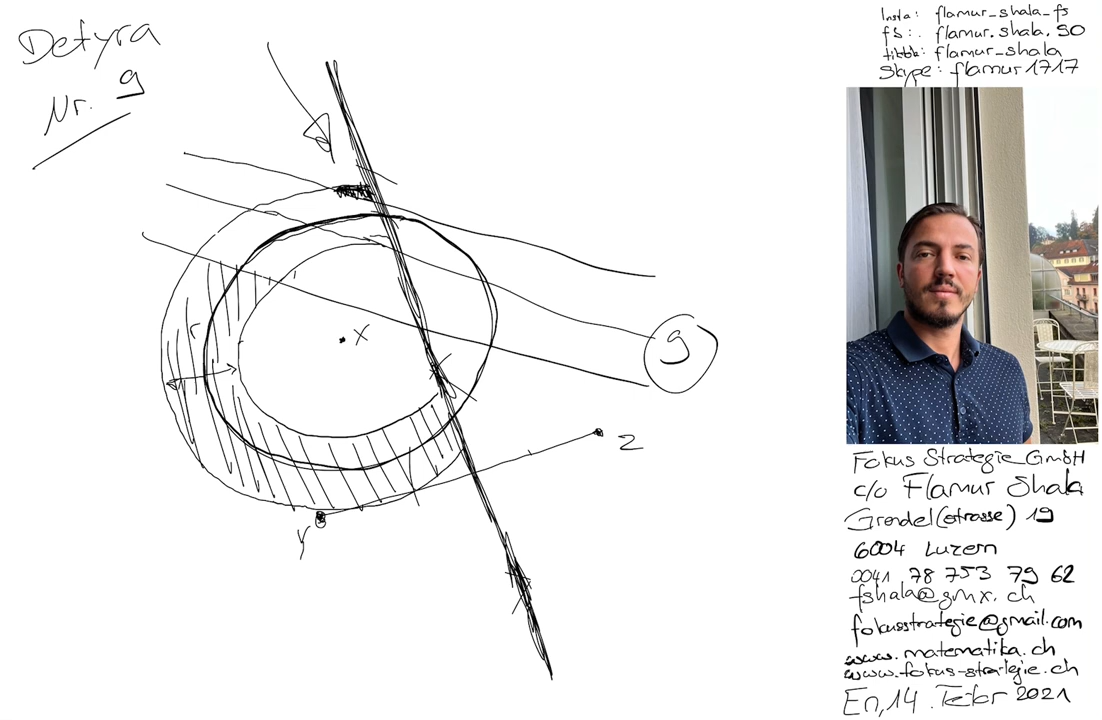 Detyra
Nr. 9
x
r
g
z
y
Insta: flamur_shala_fs
fb: flamur.shala.90
tiktok: flamur_shala
Skype: flamur1717
Fokus Strategie GmbH
c/o Flamur Shala
Grendel(strasse) 19
6004 Luzern
0041 78 753 79 62
fshala@gmx.ch
fokusstrategie@gmail.com
www.matematika.ch
www.fokus-strategie.ch
En, 14. Tetor 2021